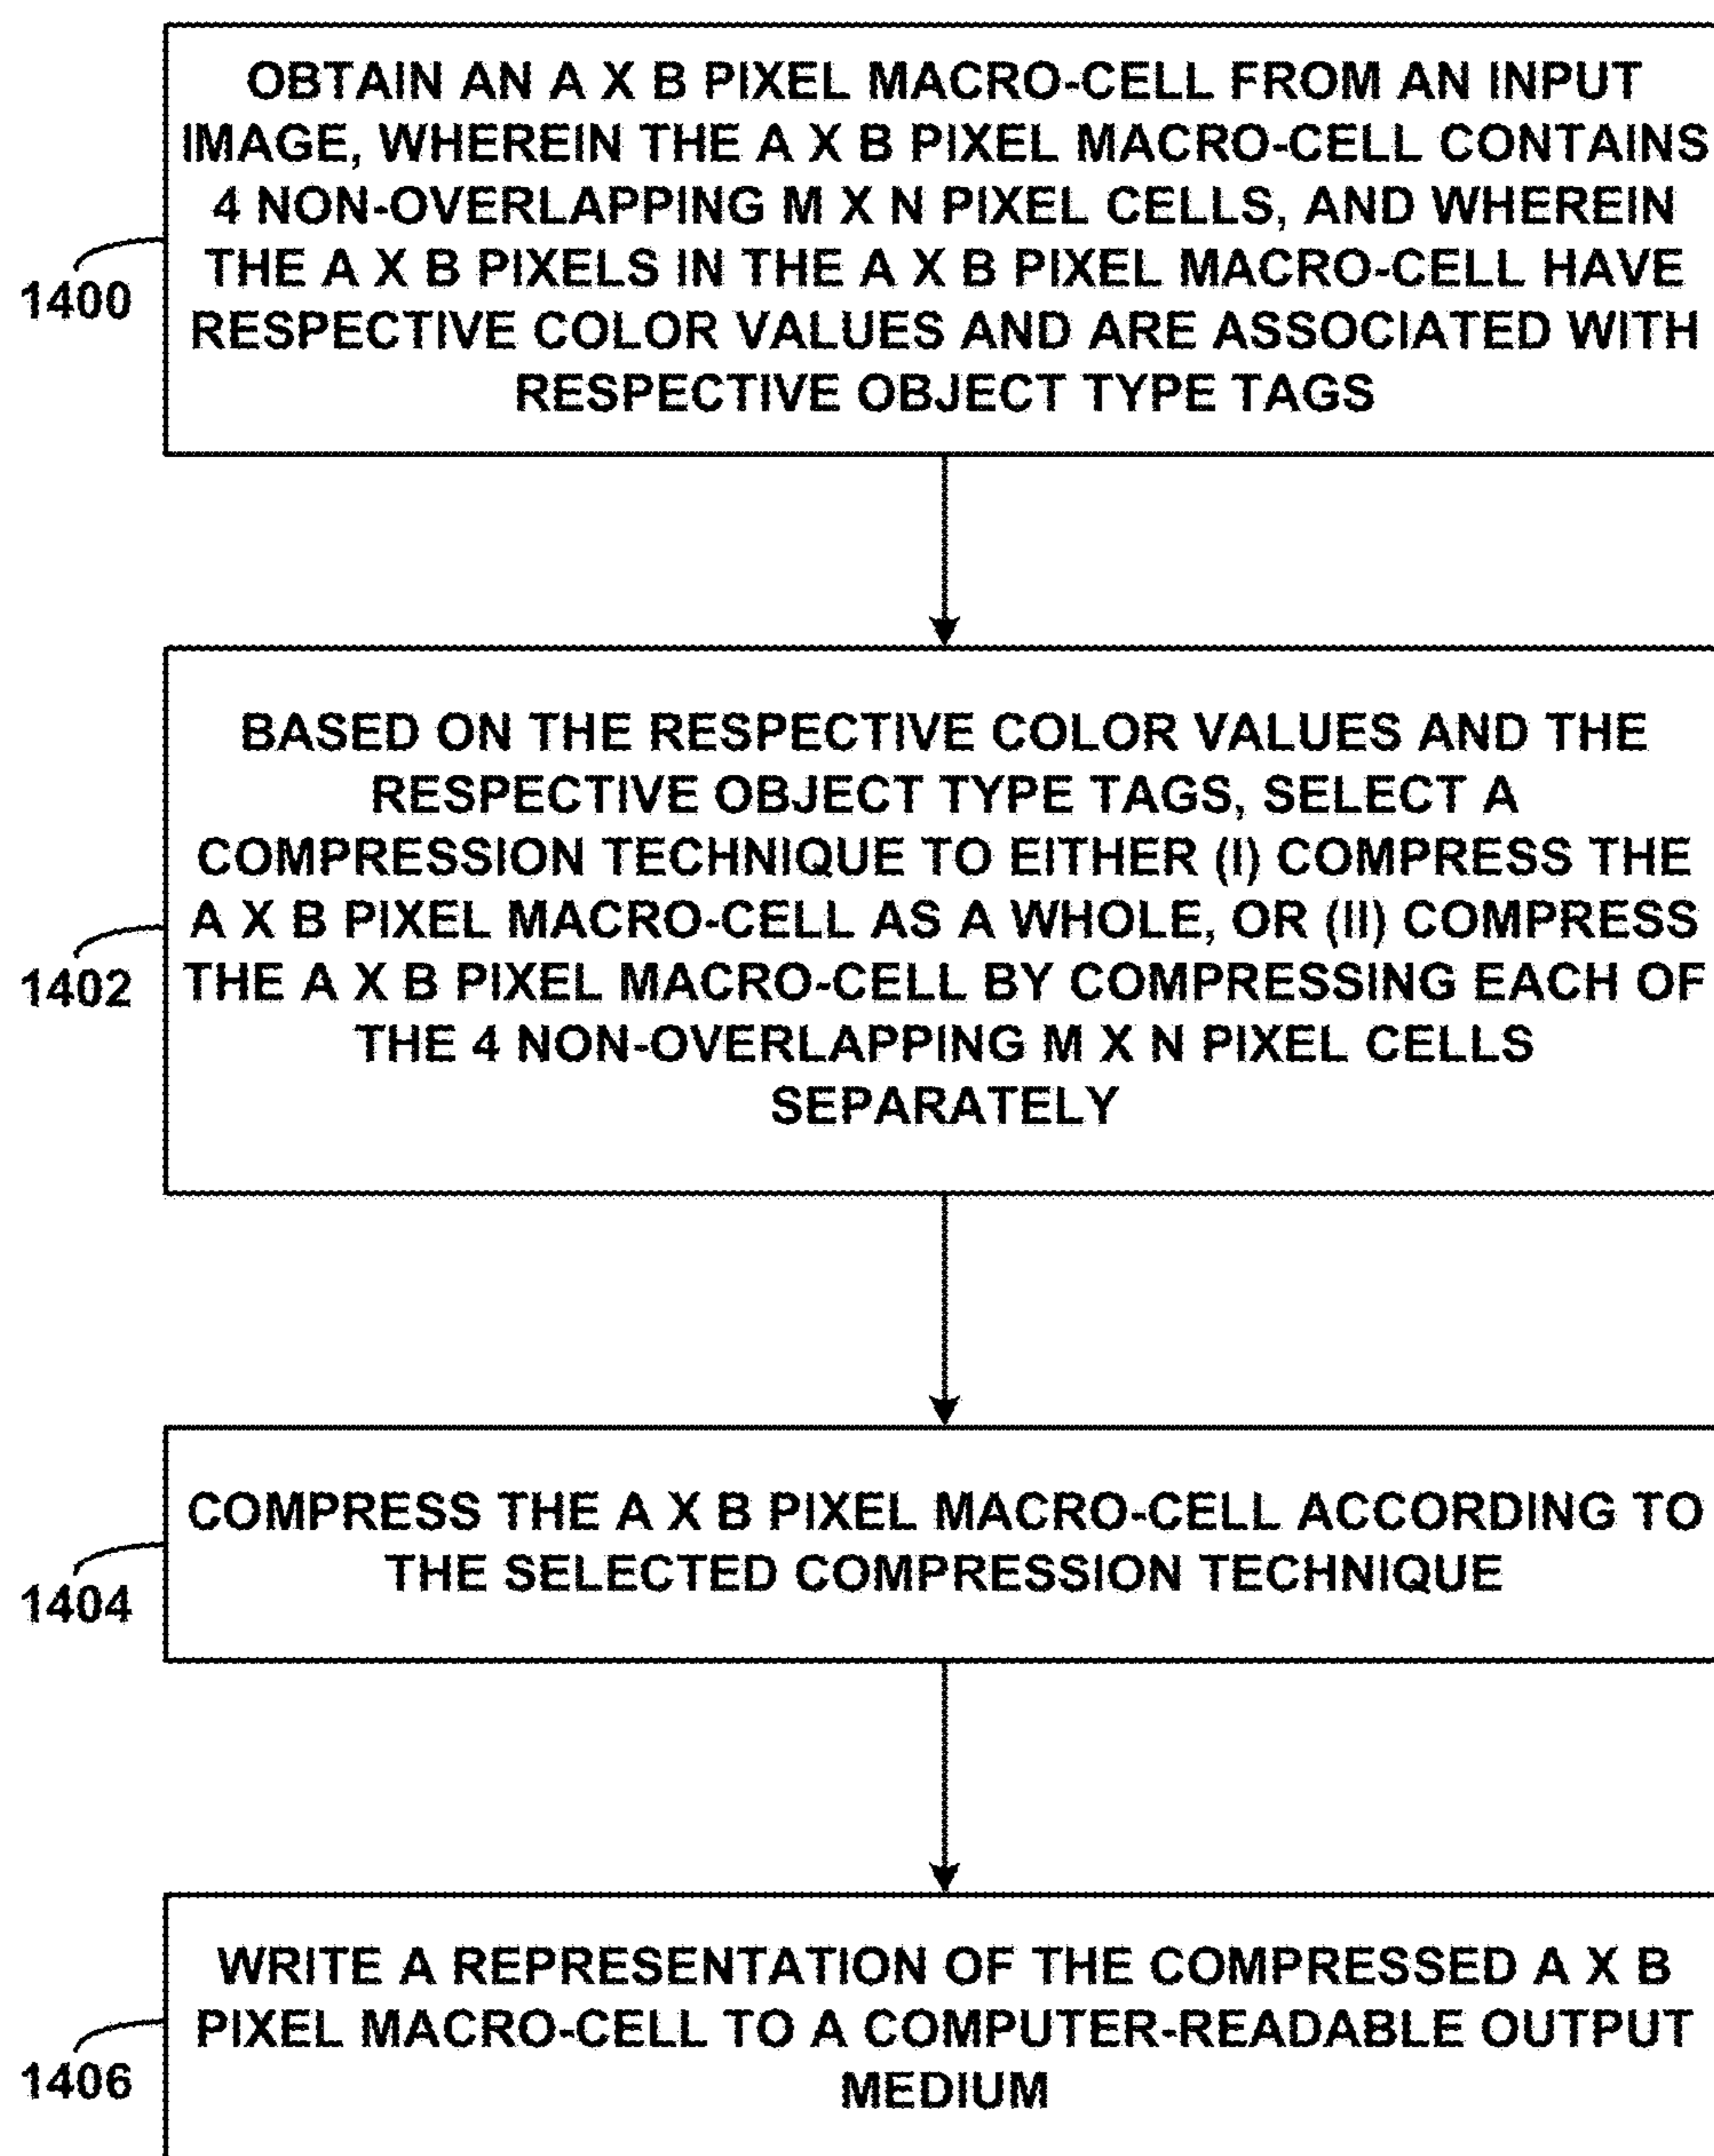 OBTAIN AN A X B PIXEL MACRO-CELL FROM AN INPUT
IMAGE, WHEREIN THE A X B PIXEL MACRO-CELL CONTAINS
4 NON-OVERLAPPING M X N PIXEL CELLS, AND WHEREIN
THE A X B PIXELS IN THE A X B PIXEL MACRO-CELL HAVE
RESPECTIVE COLOR VALUES AND ARE ASSOCIATED WITH
RESPECTIVE OBJECT TYPE TAGS
1400
BASED ON THE RESPECTIVE COLOR VALUES AND THE
RESPECTIVE OBJECT TYPE TAGS, SELECT A
COMPRESSION TECHNIQUE TO EITHER (I) COMPRESS THE
A X B PIXEL MACRO-CELL AS A WHOLE, OR (II) COMPRESS
THE A X B PIXEL MACRO-CELL BY COMPRESSING EACH OF
THE 4 NON-OVERLAPPING M X N PIXEL CELLS
SEPARATELY
1402
COMPRESS THE A X B PIXEL MACRO-CELL ACCORDING TO
THE SELECTED COMPRESSION TECHNIQUE
1404
WRITE A REPRESENTATION OF THE COMPRESSED A X B
PIXEL MACRO-CELL TO A COMPUTER-READABLE OUTPUT
MEDIUM
1406